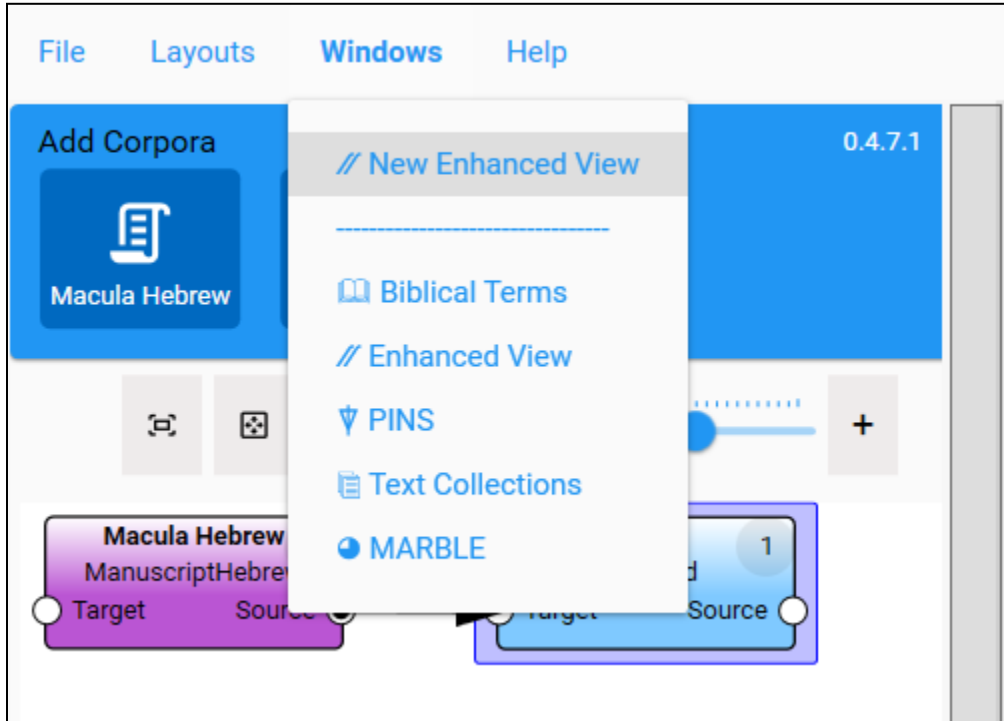 File Layouts Windows Help
Add Corpora
0.4.7.1
Macula Hebrew
New Enhanced View
---------------------------------
Biblical Terms
Enhanced View
PINS
Text Collections
MARBLE
+
Macula Hebrew
ManuscriptHebre
Target Source
1
d
Target Source